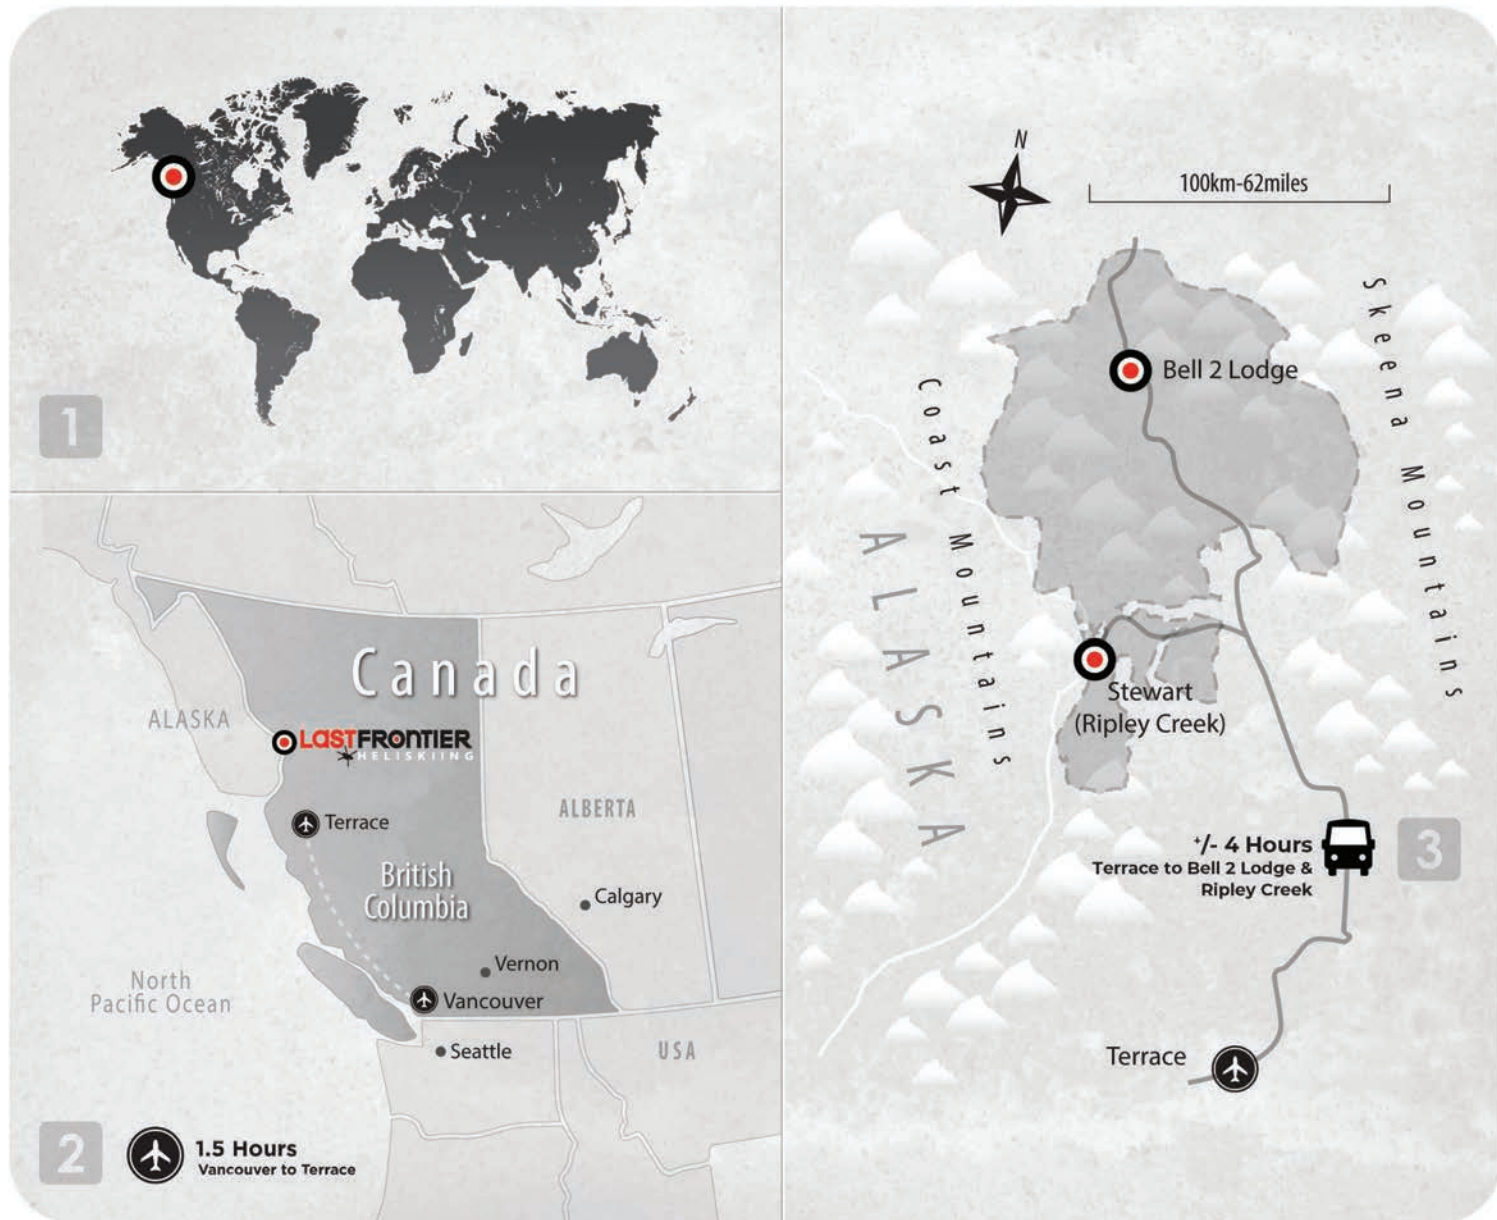 1
Canada
ALASKA
LASTFRONTIER
HELISKIING
Terrace
ALBERTA
British
Columbia
Calgary
Vernon
North
Pacific Ocean
Vancouver
Seattle
USA
2
1.5 Hours
Vancouver to Terrace
N
100km-62miles
Skeena Mountains
Bell 2 Lodge
Coast Mountains
ALASKA
Stewart
(Ripley Creek)
+/- 4 Hours
Terrace to Bell 2 Lodge &
Ripley Creek
3
Terrace